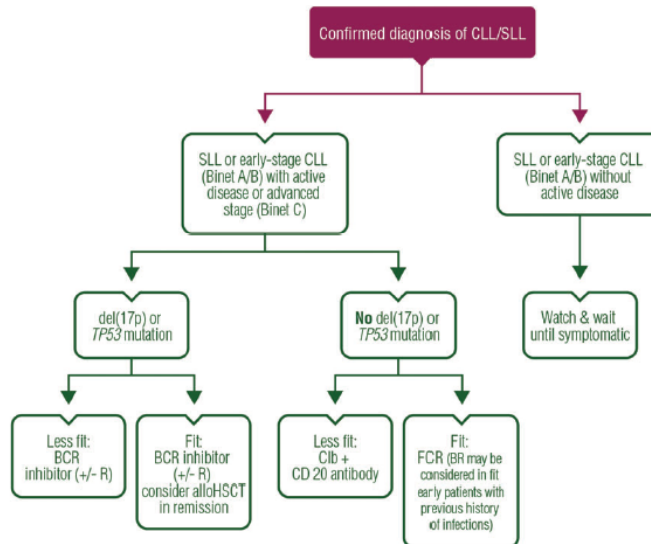 Confirmed diagnosis of CLL/SLL
SLL or early-stage CLL
(Binet A/B) with active
disease or advanced
stage (Binet C)
SLL or early-stage CLL
(Binet A/B) without
active disease
del(17p) or
TP53 mutation
No del(17p) or
TP53 mutation
Watch & wait
until symptomatic
Less fit:
BCR
inhibitor (+/- R)
Fit:
BCR inhibitor
(+/- R)
consider alloHSCT
in remission
Less fit:
Clb +
CD 20 antibody
Fit:
FCR (BR may be
considered in fit
early patients with
previous history
of infections)